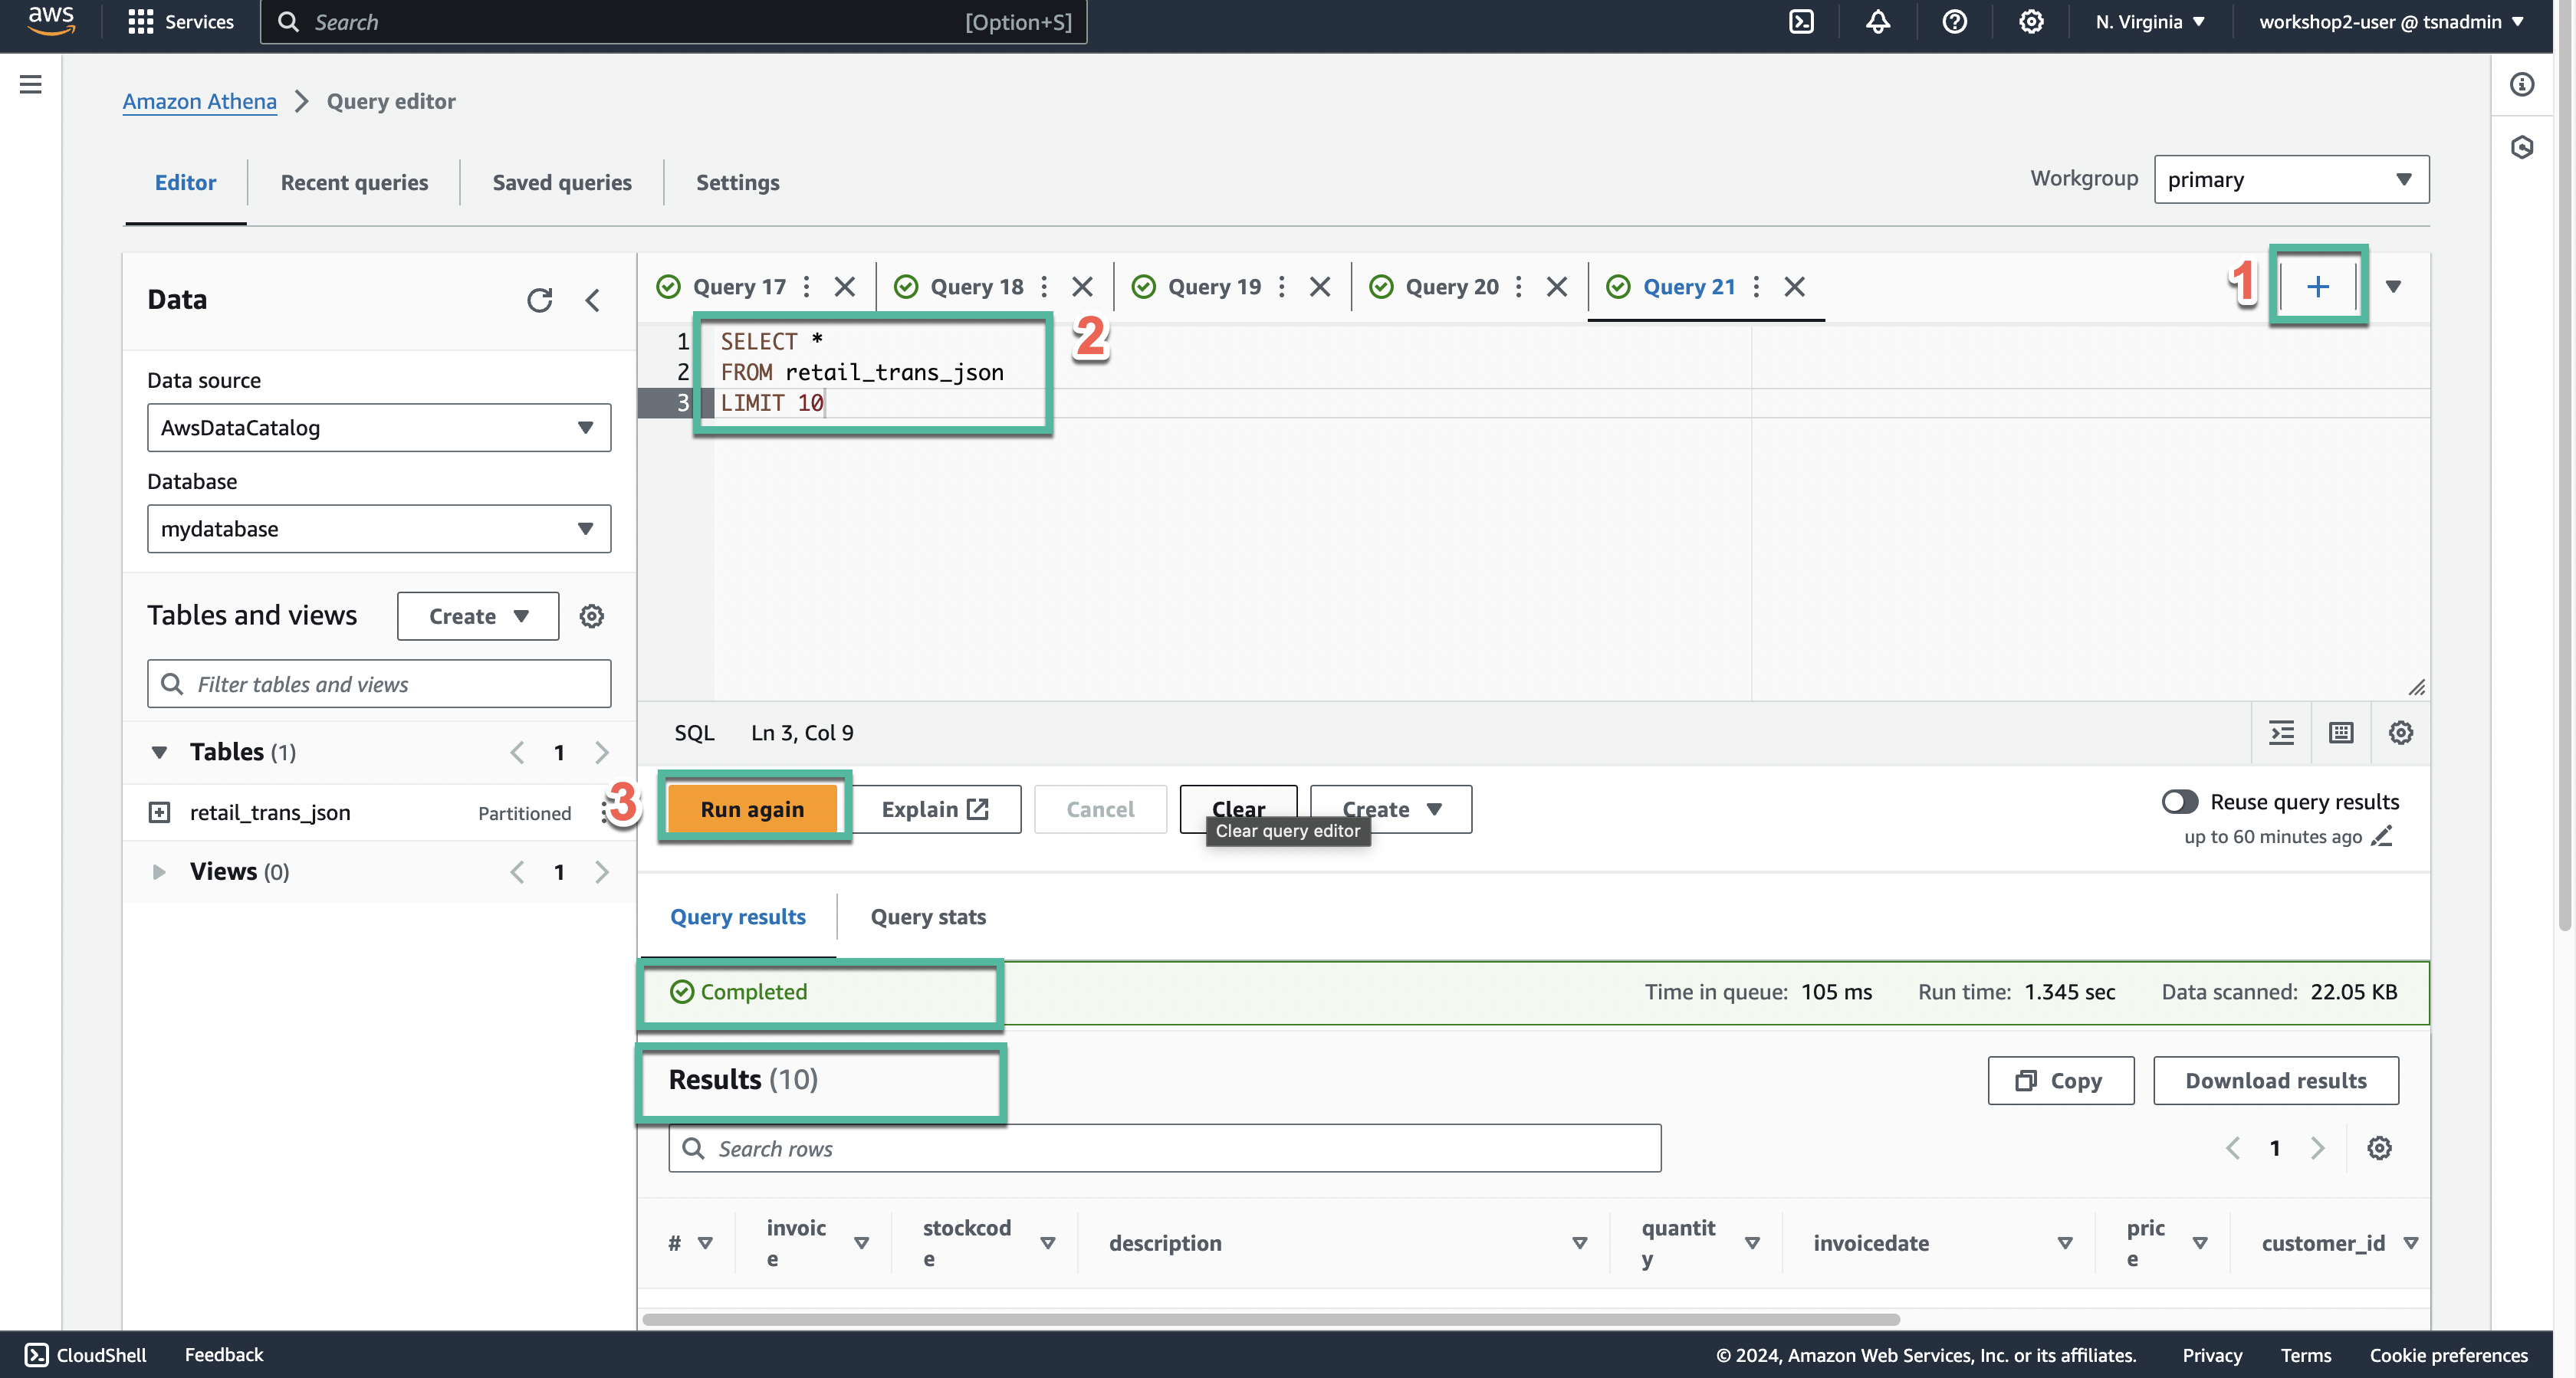 aws
Services
Search
[Option+S]
N. Virginia
workshop2-user @ tsnadmin
Amazon Athena
Query editor
Editor
Recent queries
Saved queries
Settings
Workgroup
primary
Data
Data source
AwsDataCatalog
Database
mydatabase
Tables and views
Create
Filter tables and views
Tables (1)
1
retail_trans_json
Partitioned
Views (0)
1
Query 17
Query 18
Query 19
Query 20
Query 21
1
2
1 SELECT *
2 FROM retail_trans_json
3 LIMIT 10
SQL
Ln 3, Col 9
3
Run again
Explain
Cancel
Clear
Create
Clear query editor
Reuse query results
up to 60 minutes ago
Query results
Query stats
Completed
Time in queue: 105 ms
Run time: 1.345 sec
Data scanned: 22.05 KB
Results (10)
Copy
Download results
Search rows
1
#
invoic
e
stockcod
e
description
quantit
y
invoicedate
pric
e
customer_id
CloudShell
Feedback
© 2024, Amazon Web Services, Inc. or its affiliates.
Privacy
Terms
Cookie preferences